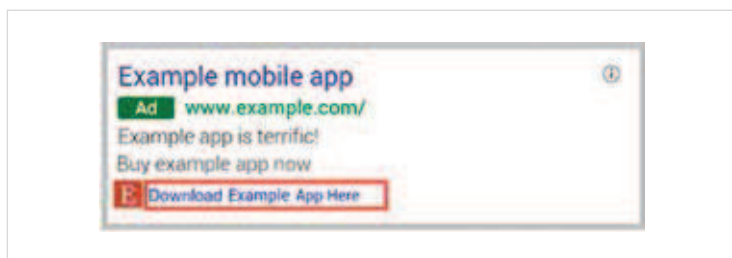 Example mobile app
Ad www.example.com/
Example app is terrific!
Buy example app now
E Download Example App Here